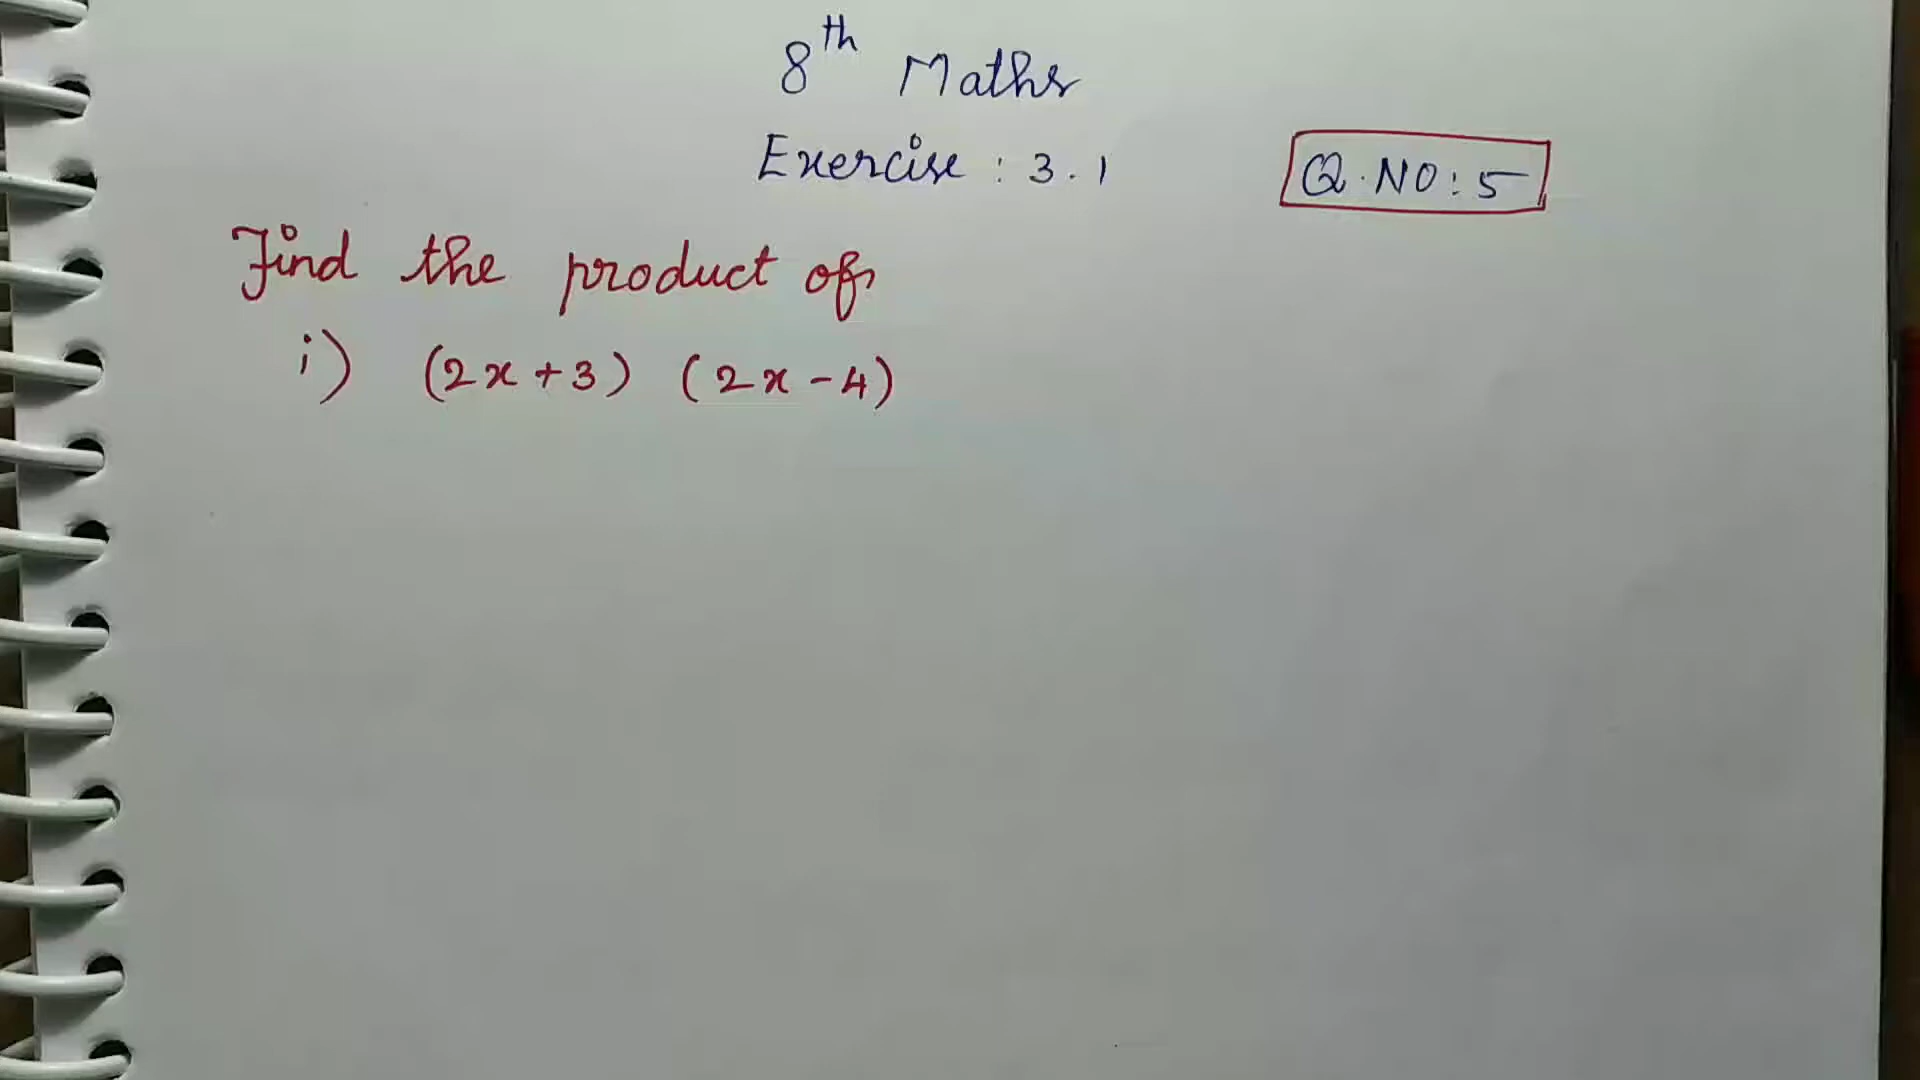 8th Maths
Exercise : 3.1
Q.NO: 5
Find the product of
i) (2x+3) (2x-4)